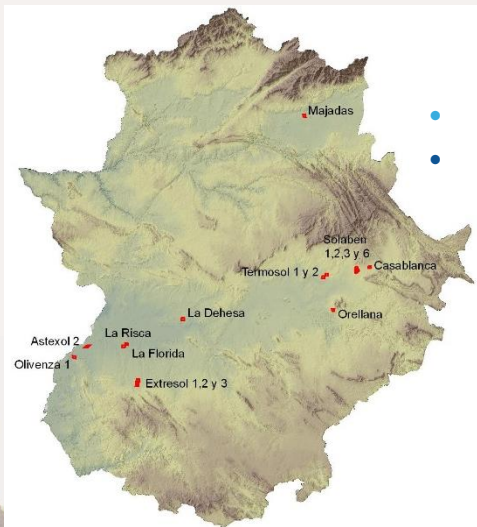 Majadas
Solaben
1,2,3 y 6
Casablanca
Termosol 1 y 2
Orellana
La Dehesa
La Risca
Astexol 2
La Florida
Olivenza 1
Extresol 1,2 y 3